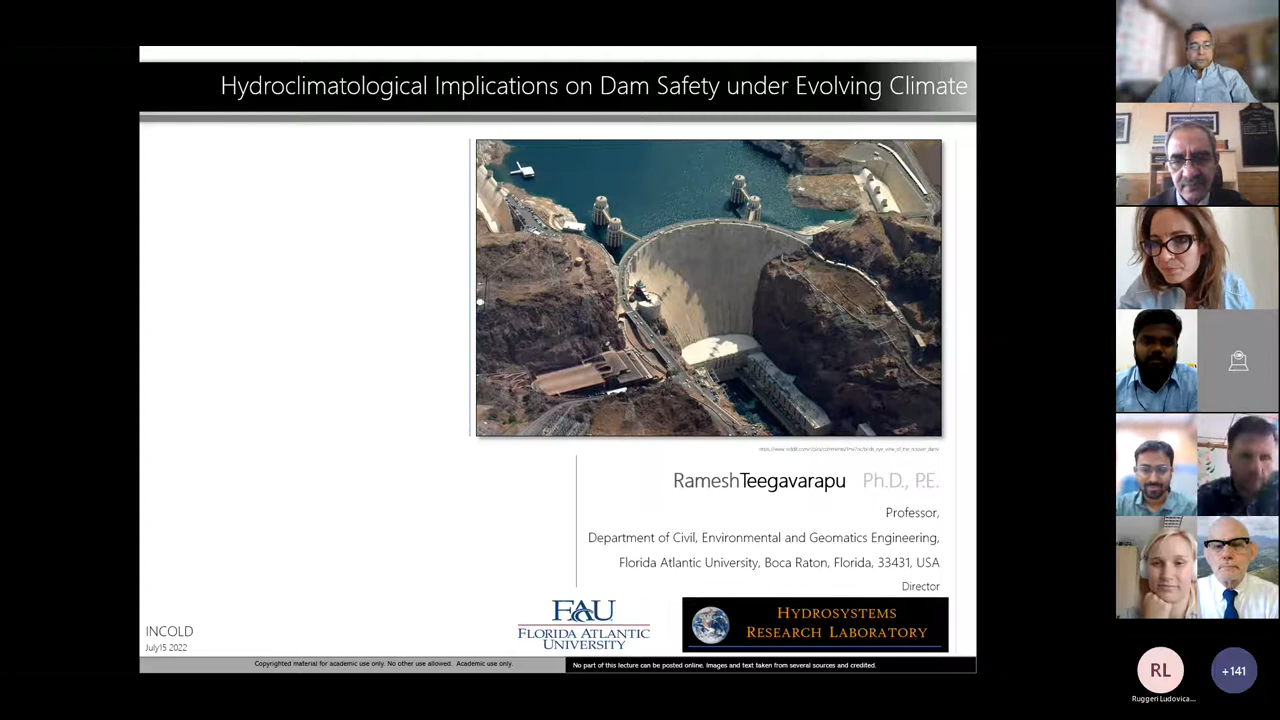 Hydroclimatological Implications on Dam Safety under Evolving Climate
RameshTeegavarapu Ph.D., P.E.
Professor,
Department of Civil, Environmental and Geomatics Engineering,
Florida Atlantic University, Boca Raton, Florida, 33431, USA
Director
FAU
FLORIDA ATLANTIC
UNIVERSITY
HYDROSYSTEMS
RESEARCH LABORATORY
INCOLD
July15 2022
Copyrighted material for academic use only. No other use allowed. Academic use only.
No part of this lecture can be posted online. Images and text taken from several sources and credited.
RL
Ruggeri Ludovica...
+141